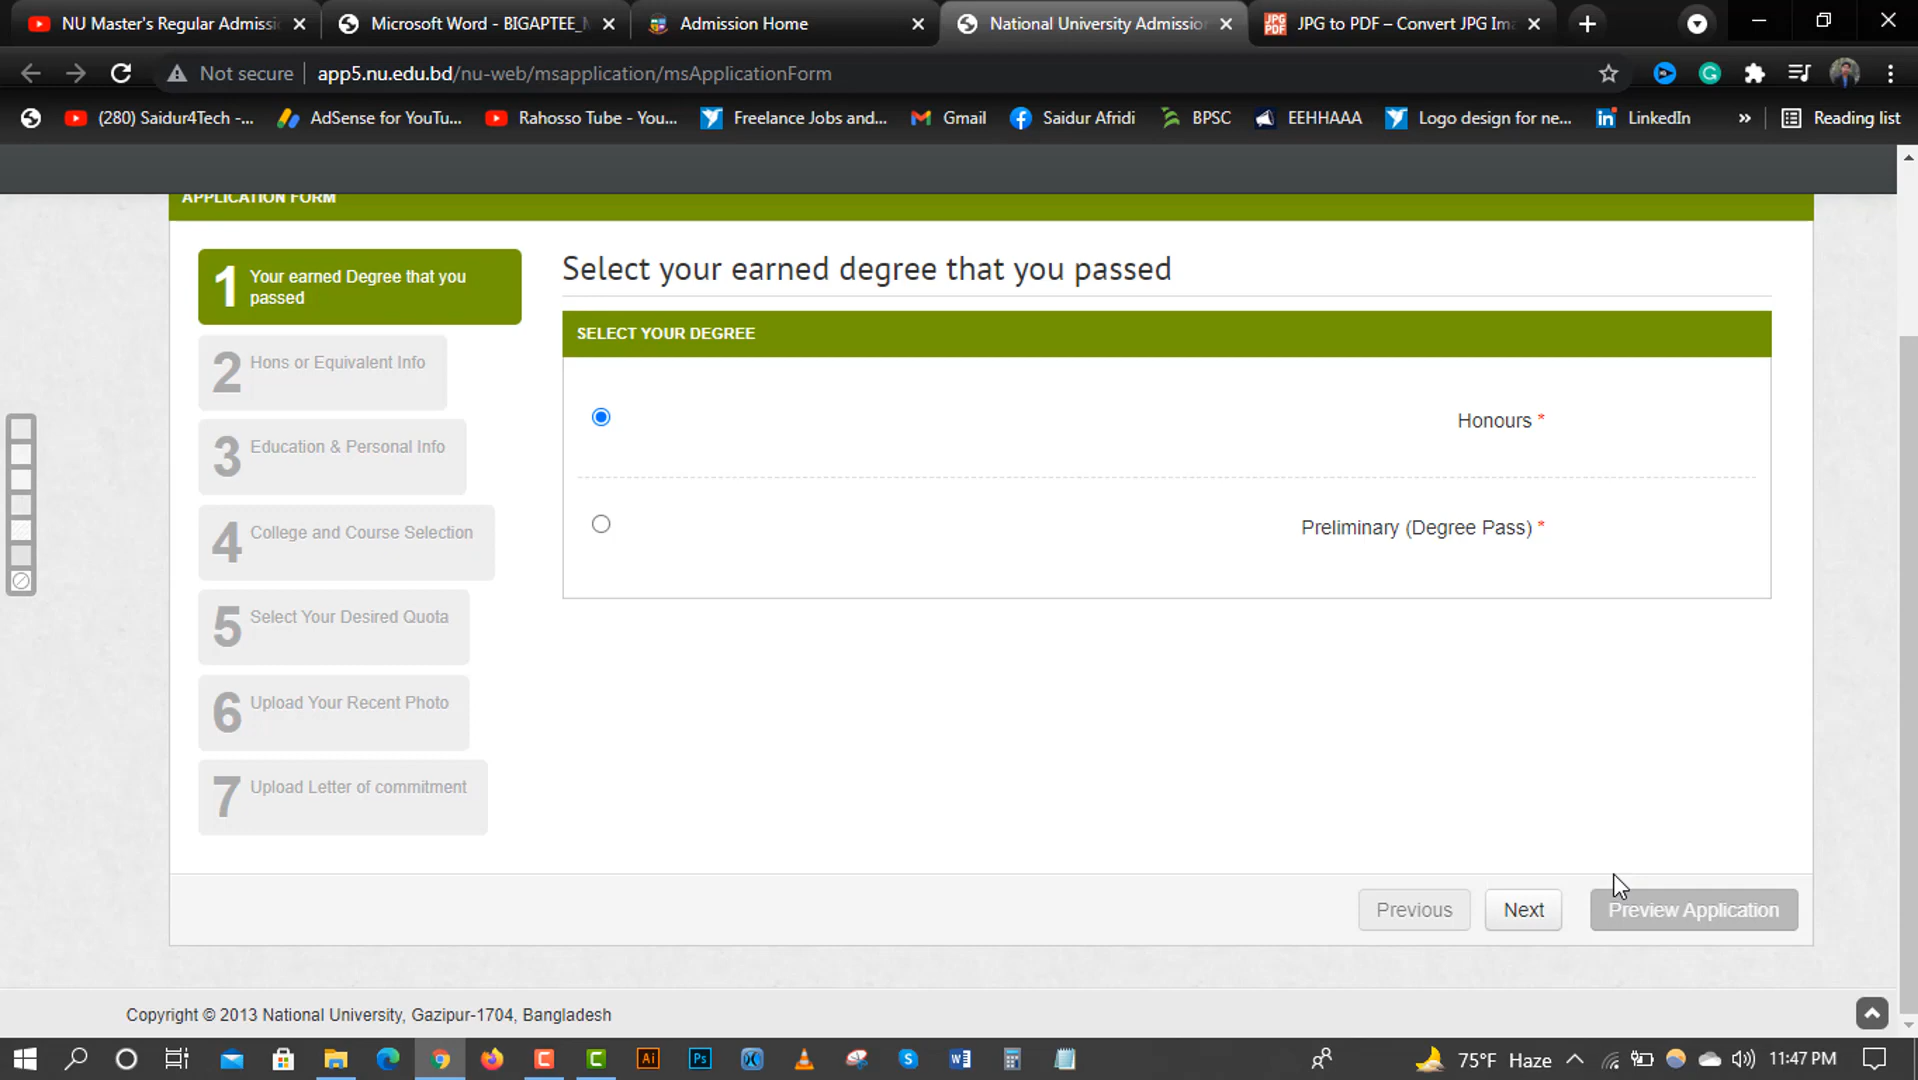 NU Master's Regular Admissi
Microsoft Word - BIGAPTEE_M
Admission Home
National University Admissio
JPG to PDF – Convert JPG Ima
Not secure
app5.nu.edu.bd/nu-web/msapplication/msApplicationForm
(280) Saidur4Tech -...
AdSense for YouTu...
Rahosso Tube - You...
Freelance Jobs and...
Gmail
Saidur Afridi
BPSC
EEHHAAA
Logo design for ne...
LinkedIn
»
Reading list
APPLICATION FORM
1 Your earned Degree that you
passed
2 Hons or Equivalent Info
3 Education & Personal Info
4 College and Course Selection
5 Select Your Desired Quota
6 Upload Your Recent Photo
7 Upload Letter of commitment
Select your earned degree that you passed
SELECT YOUR DEGREE
Honours *
Preliminary (Degree Pass) *
Previous
Next
Preview Application
Copyright © 2013 National University, Gazipur-1704, Bangladesh
75°F Haze
11:47 PM